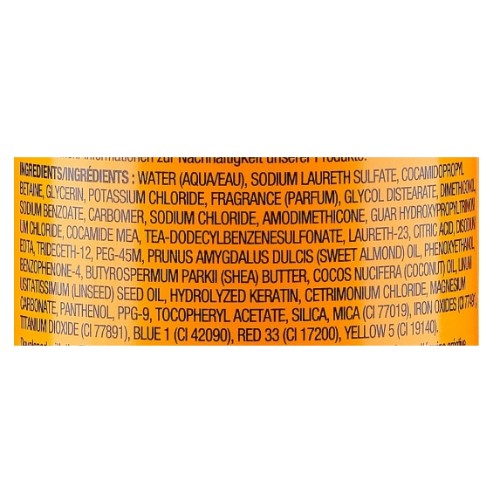 informationen zur Nachhaltigkeit unserer Produkte.
INGREDIENTS/INGRÉDIENTS : WATER (AQUA/EAU), SODIUM LAURETH SULFATE, COCAMIDOPROPYL
BETAINE, GLYCERIN, POTASSIUM CHLORIDE, FRAGRANCE (PARFUM), GLYCOL DISTEARATE, DIMETHICONOL,
SODIUM BENZOATE, CARBOMER, SODIUM CHLORIDE, AMODIMETHICONE, GUAR HYDROXYPROPYLTRIMON
UM CHLORIDE, COCAMIDE MEA, TEA-DODECYLBENZENESULFONATE, LAURETH-23, CITRIC ACID, DISODIUM
EDTA, TRIDECETH-12, PEG-45M, PRUNUS AMYGDALUS DULCIS (SWEET ALMOND) OIL, PHENOXYETHANOL,
BENZOPHENONE-4, BUTYROSPERMUM PARKII (SHEA) BUTTER, COCOS NUCIFERA (COCONUT) OIL, LINUM
USITATISSIMUM (LINSEED) SEED OIL, HYDROLYZED KERATIN, CETRIMONIUM CHLORIDE, MAGNESIUM
CARBONATE, PANTHENOL, PPG-9, TOCOPHERYL ACETATE, SILICA, MICA (CI 77019), IRON OXIDES (CI 7749
TITANIUM DIOXIDE (CI 77891), BLUE 1 (CI 42090), RED 33 (CI 17200), YELLOW 5 (CI 19140).